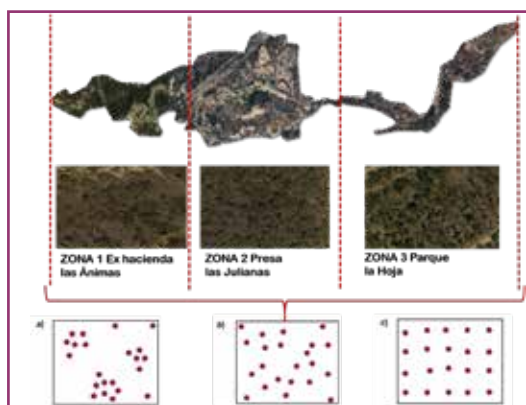 ZONA 1 Ex hacienda
las Ánimas
ZONA 2 Presa
las Julianas
ZONA 3 Parque
la Hoja
a)
c)